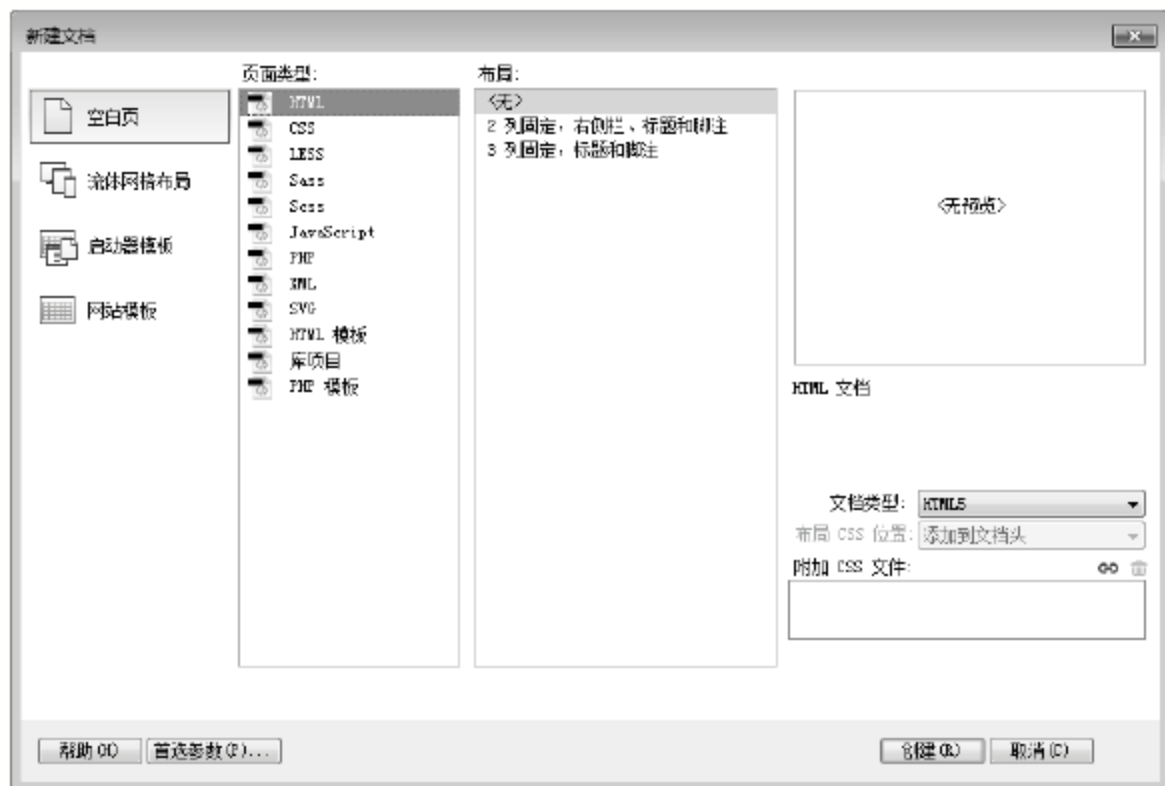 新建文档
空白页
流体网格布局
启动器模板
网站模板
页面类型:
HTML
CSS
LESS
Sass
Scss
JavaScript
PHP
XML
SVG
HTML 模板
库项目
PHP 模板
布局:
<无>
2 列固定，右侧栏、标题和脚注
3 列固定，标题和脚注
<无预览>
HTML 文档
文档类型: HTML5
布局 CSS 位置: 添加到文档头
附加 CSS 文件:
帮助(H) 首选参数(P)... 创建(R) 取消(C)